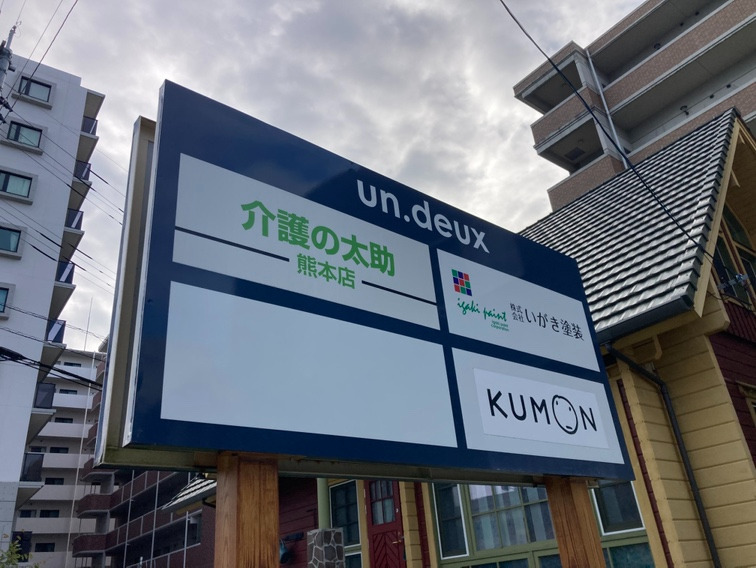 un.deux
介護の太助
熊本店
igaki paint
株式会社 いがき塗装
KUMON